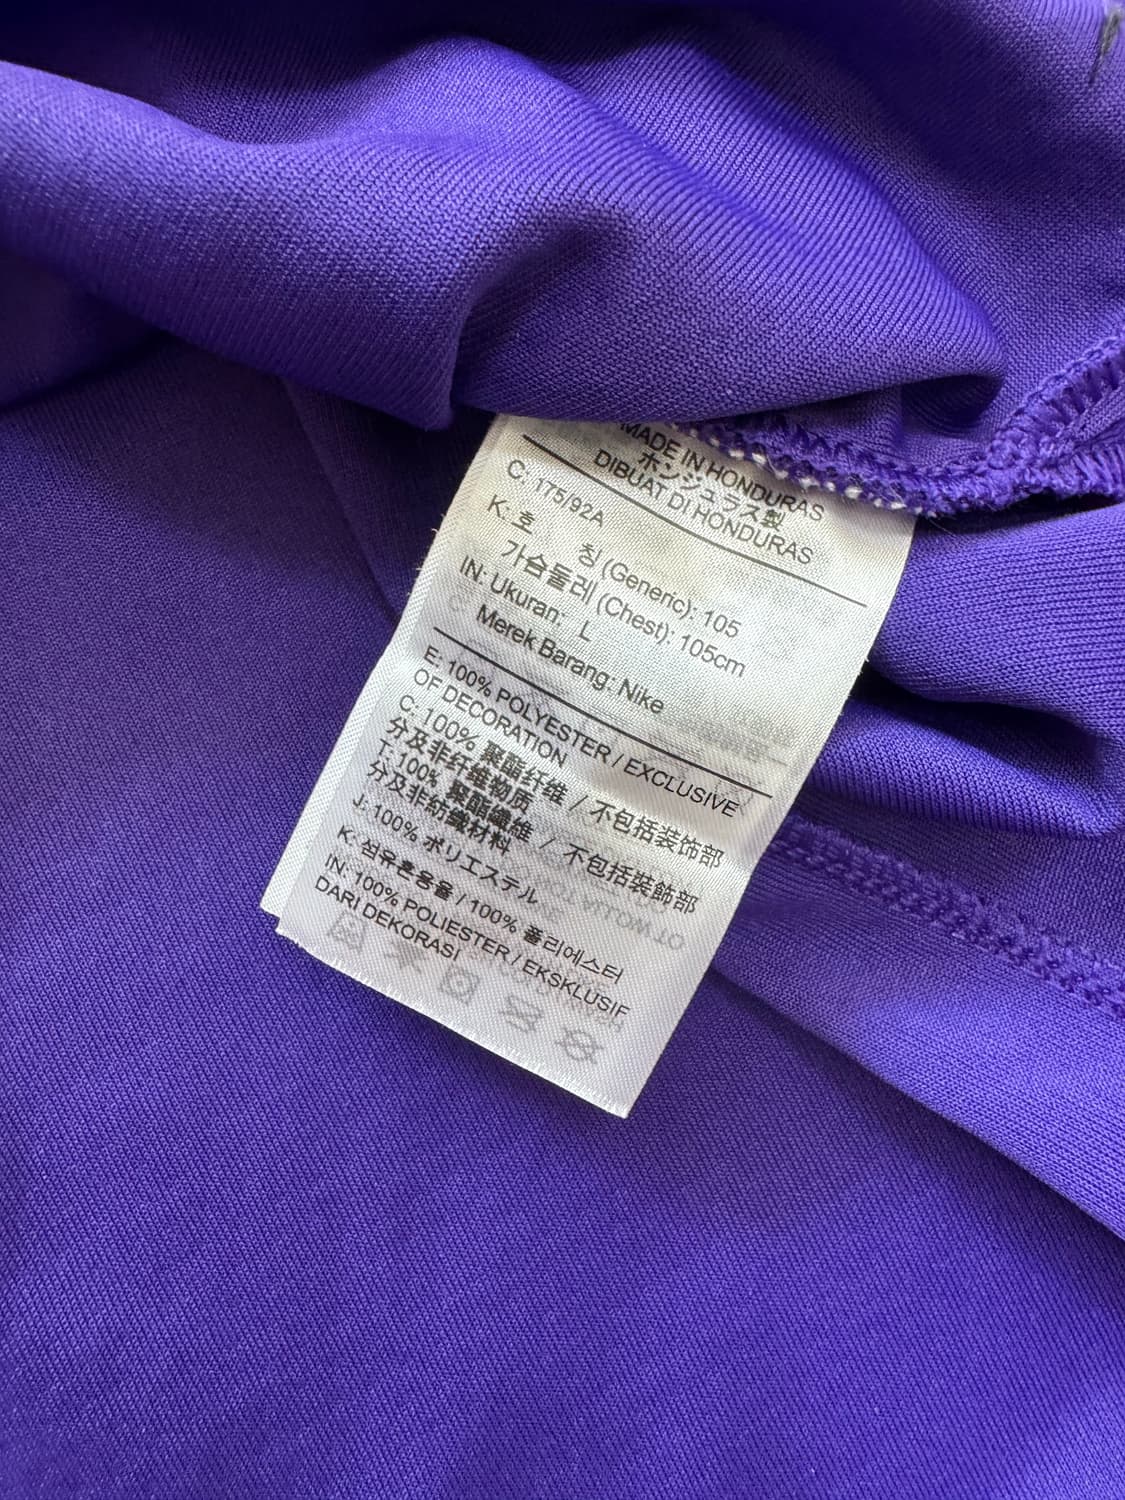 MADE IN HONDURAS
ホンジュラス製
DIBUAT DI HONDURAS
C: 175/92A
K: 호 칭 (Generic): 105
가슴둘레 (Chest): 105cm
IN: Ukuran: L
Merek Barang: Nike
E: 100% POLYESTER / EXCLUSIVE
OF DECORATION
C: 100% 聚酯纤维 / 不包括装饰部
分及非纤维物质
T: 100% 聚酯纖維 / 不包括裝飾部
分及非紡織材料
J: 100% ポリエステル
K: 섬유혼용율 / 100% 폴리에스터
IN: 100% POLIESTER / EKSKLUSIF
DARI DEKORASI